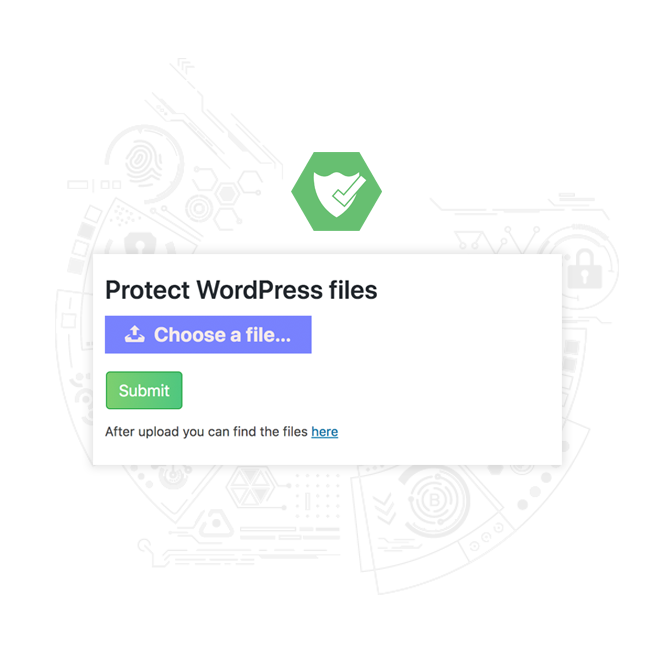 Protect WordPress files
Choose a file...
Submit
After upload you can find the files here